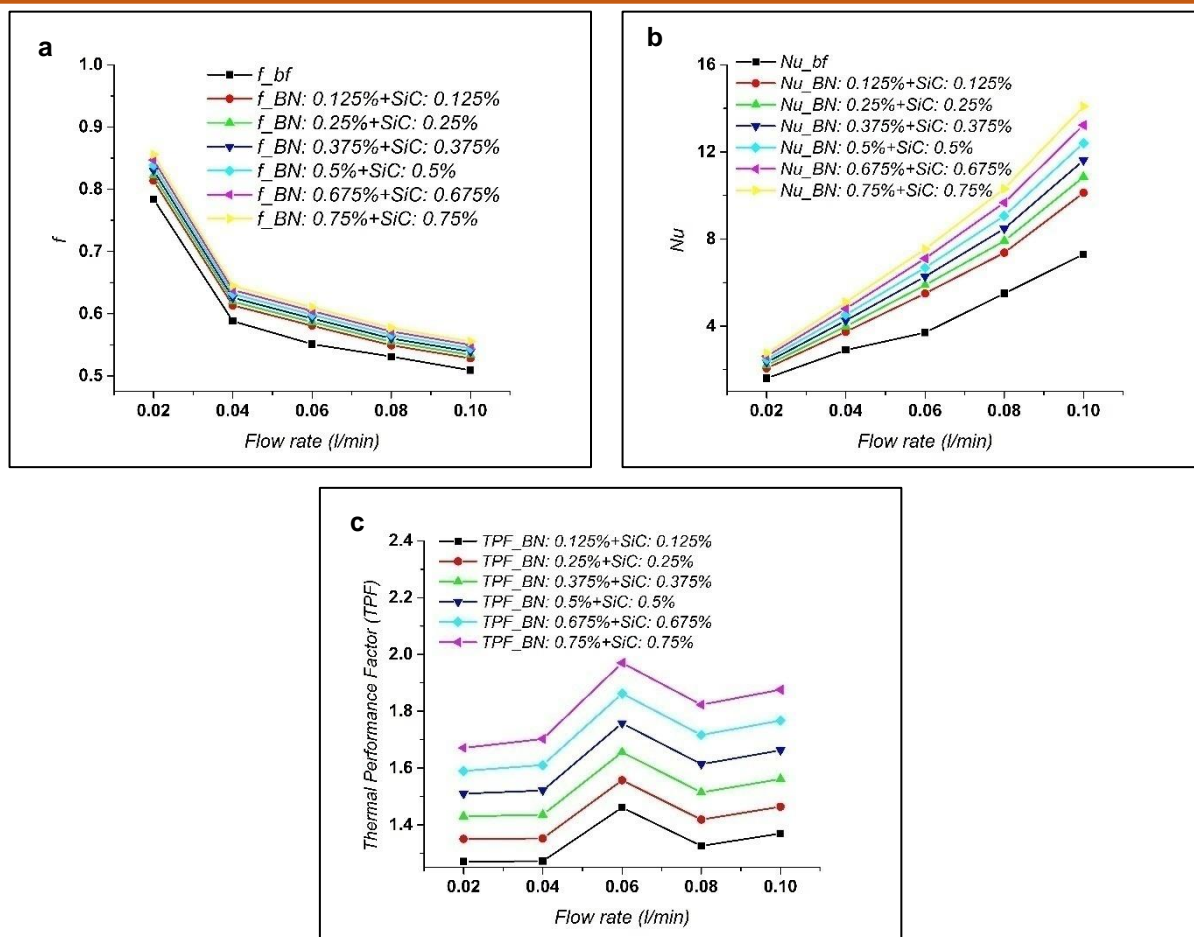 a
1.0
0.9
0.8
0.7
0.6
0.5
f
f_bf
f_BN: 0.125%+SiC: 0.125%
f_BN: 0.25%+SiC: 0.25%
f_BN: 0.375%+SiC: 0.375%
f_BN: 0.5%+SiC: 0.5%
f_BN: 0.675%+SiC: 0.675%
f_BN: 0.75%+SiC: 0.75%
0.02 0.04 0.06 0.08 0.10
Flow rate (l/min)
b
16
12
8
4
Nu
Nu_bf
Nu_BN: 0.125%+SiC: 0.125%
Nu_BN: 0.25%+SiC: 0.25%
Nu_BN: 0.375%+SiC: 0.375%
Nu_BN: 0.5%+SiC: 0.5%
Nu_BN: 0.675%+SiC: 0.675%
Nu_BN: 0.75%+SiC: 0.75%
0.02 0.04 0.06 0.08 0.10
Flow rate (l/min)
c
2.4
2.2
2.0
1.8
1.6
1.4
Thermal Performance Factor (TPF)
TPF_BN: 0.125%+SiC: 0.125%
TPF_BN: 0.25%+SiC: 0.25%
TPF_BN: 0.375%+SiC: 0.375%
TPF_BN: 0.5%+SiC: 0.5%
TPF_BN: 0.675%+SiC: 0.675%
TPF_BN: 0.75%+SiC: 0.75%
0.02 0.04 0.06 0.08 0.10
Flow rate (l/min)